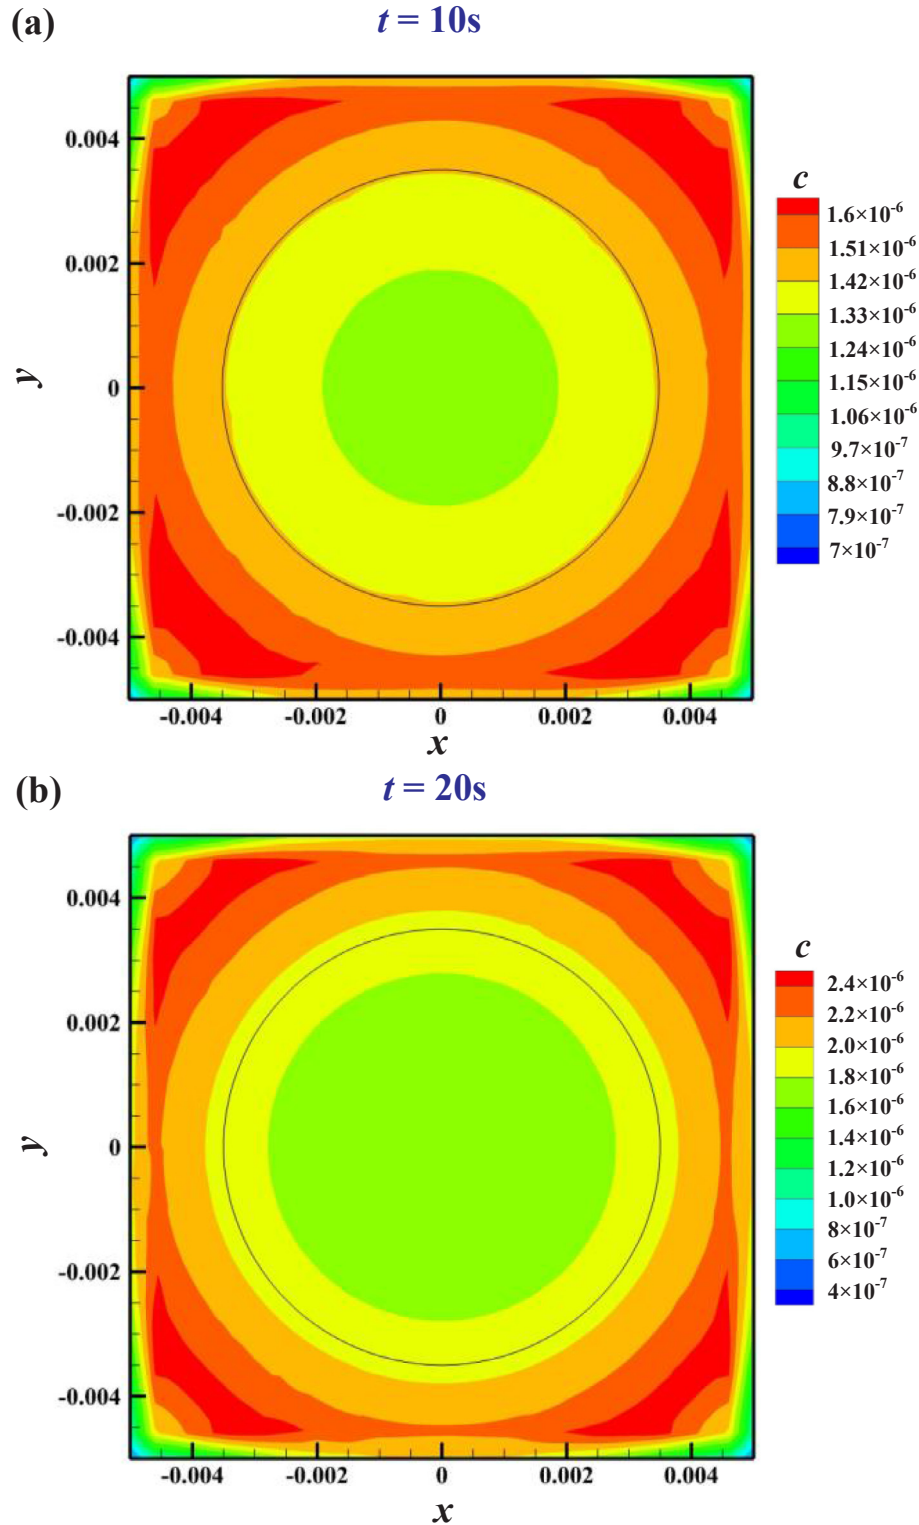 (a)
t = 10s
0.004
0.002
0
-0.002
-0.004
y
-0.004 -0.002 0 0.002 0.004
x
c
1.6×10⁻⁶
1.51×10⁻⁶
1.42×10⁻⁶
1.33×10⁻⁶
1.24×10⁻⁶
1.15×10⁻⁶
1.06×10⁻⁶
9.7×10⁻⁷
8.8×10⁻⁷
7.9×10⁻⁷
7×10⁻⁷
(b)
t = 20s
0.004
0.002
0
-0.002
-0.004
y
-0.004 -0.002 0 0.002 0.004
x
c
2.4×10⁻⁶
2.2×10⁻⁶
2.0×10⁻⁶
1.8×10⁻⁶
1.6×10⁻⁶
1.4×10⁻⁶
1.2×10⁻⁶
1.0×10⁻⁶
8×10⁻⁷
6×10⁻⁷
4×10⁻⁷